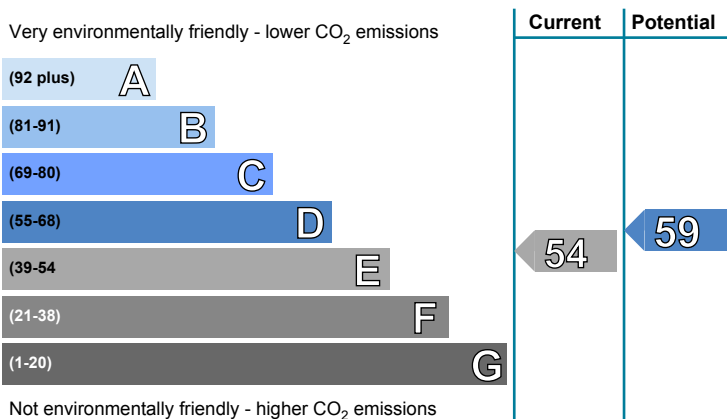 Current Potential
Very environmentally friendly - lower CO2 emissions
(92 plus) A
(81-91) B
(69-80) C
(55-68) D
(39-54 E
(21-38) F
(1-20) G
54
59
Not environmentally friendly - higher CO2 emissions